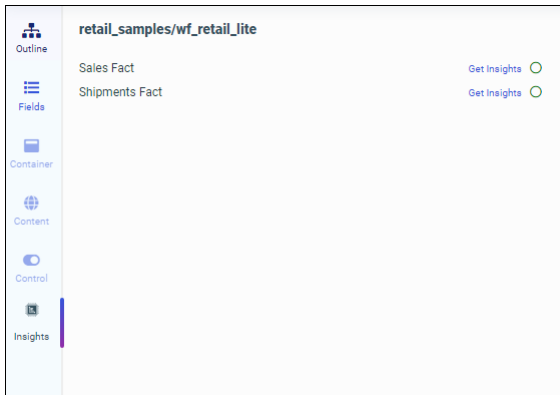 Outline
Fields
Container
Content
Control
Insights
retail_samples/wf_retail_lite
Sales Fact Get Insights
Shipments Fact Get Insights